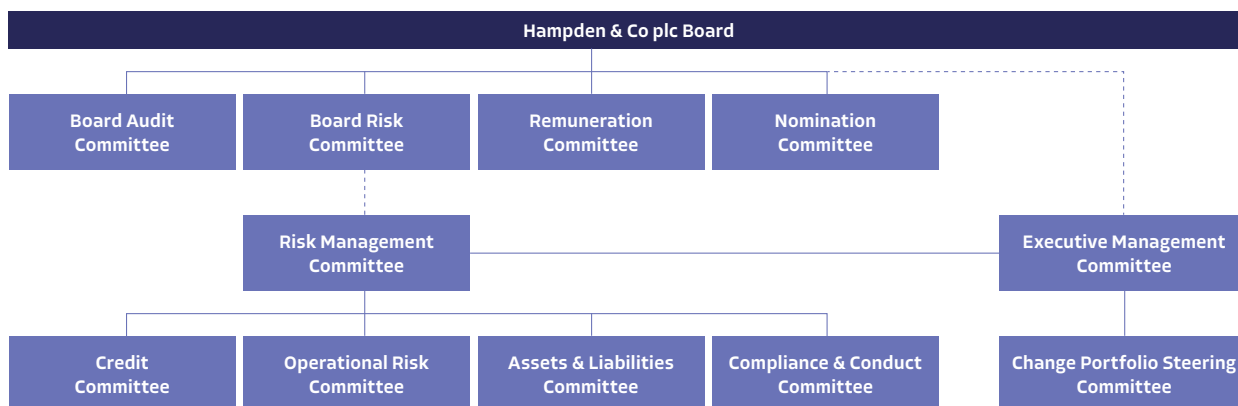 Hampden & Co plc Board
Board Audit
Committee
Board Risk
Committee
Remuneration
Committee
Nomination
Committee
Risk Management
Committee
Executive Management
Committee
Credit
Committee
Operational Risk
Committee
Assets & Liabilities
Committee
Compliance & Conduct
Committee
Change Portfolio Steering
Committee